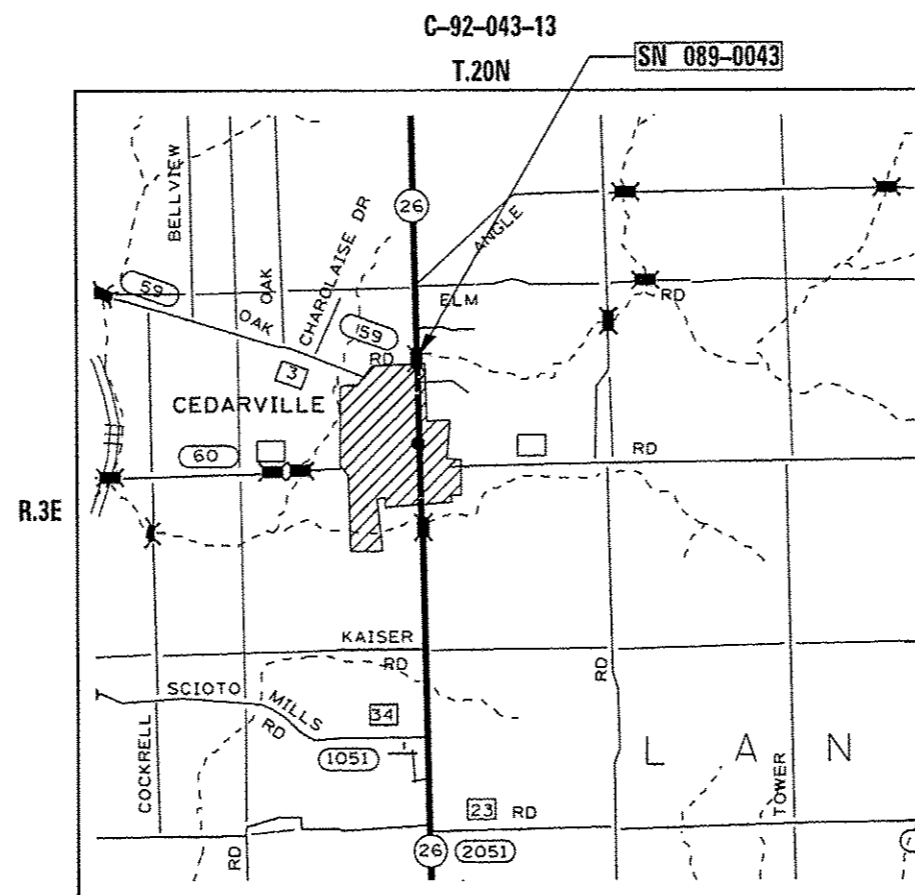 C-92-043-13
T.20N
SN 089-0043
BELLVIEW
CHAROLAISE DR
26
ANGLE
59
OAK
OAK
ELM
RD
159
RD
3
CEDARVILLE
60
RD
R.3E
KAISER
RD
RD
SCIOTO MILLS
RD
34
1051
L A N
COCKRELL
TOWER
23
RD
RD
26
2051